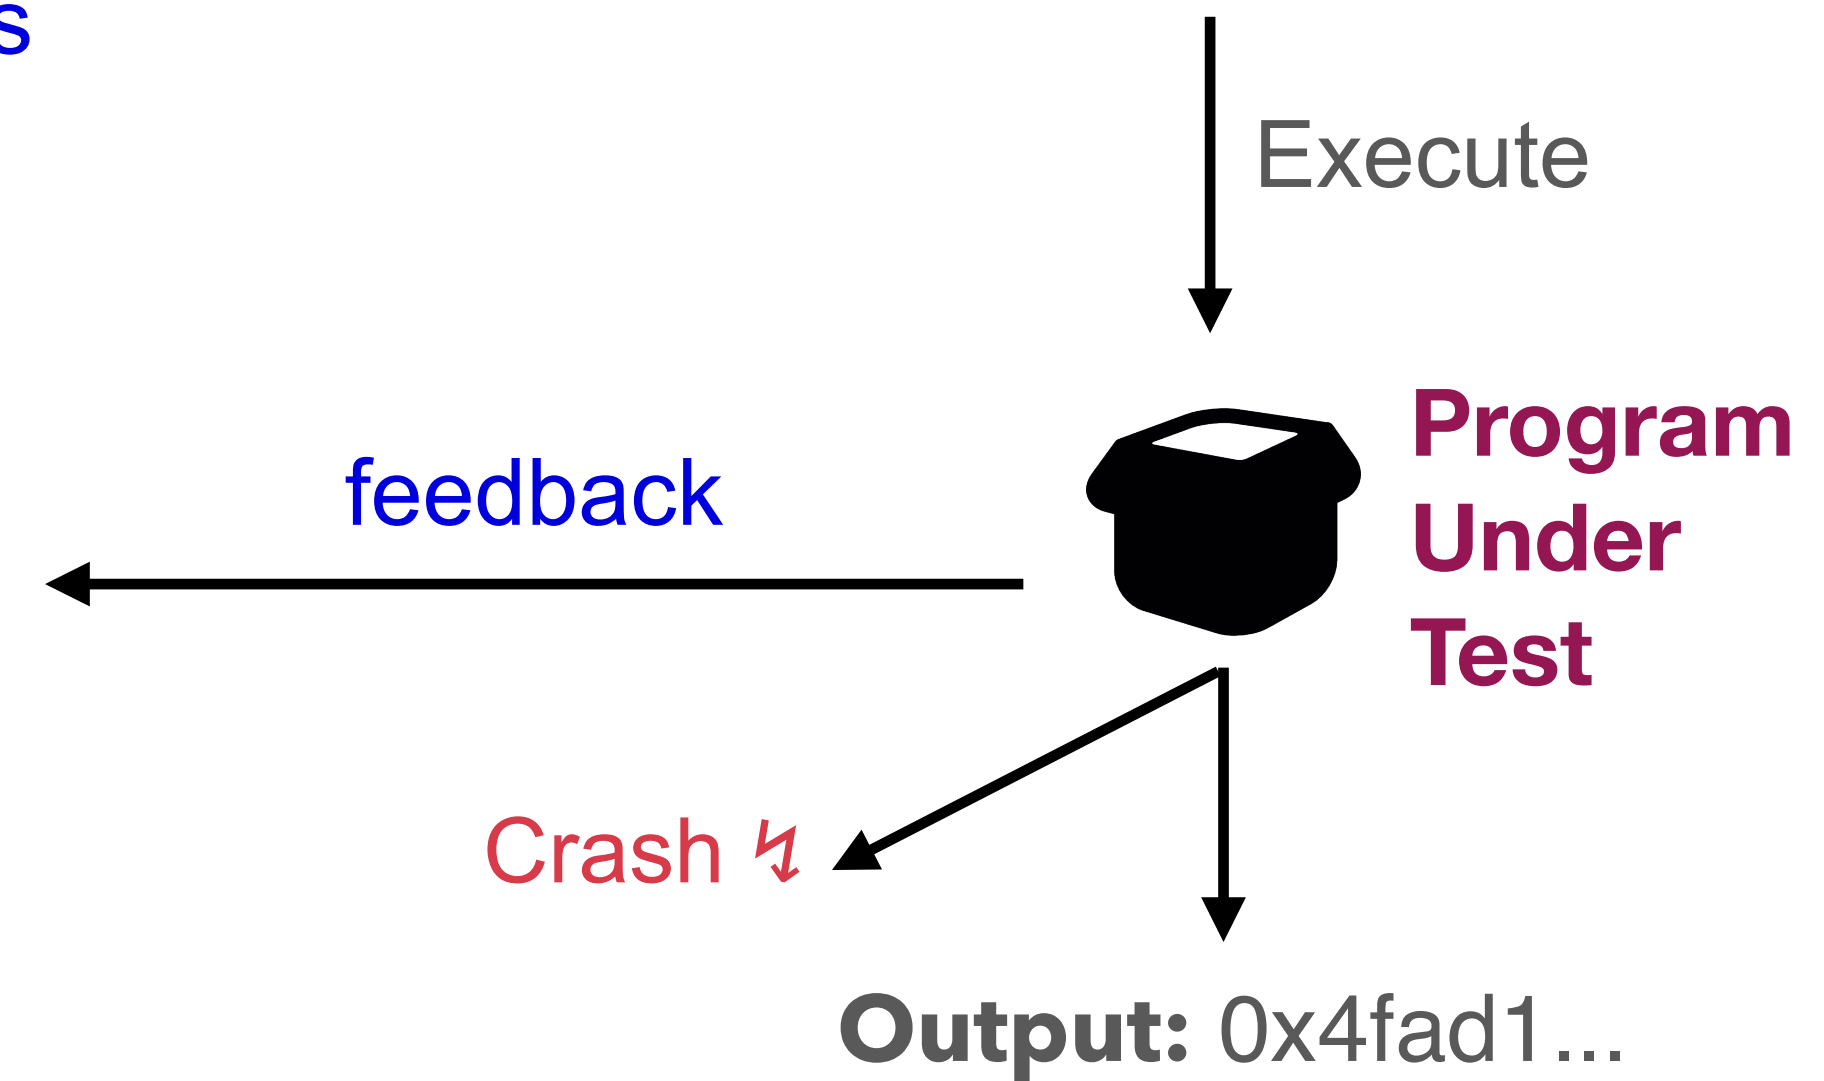 s
Execute
Program
Under
Test
feedback
Crash ↯
Output: 0x4fad1...